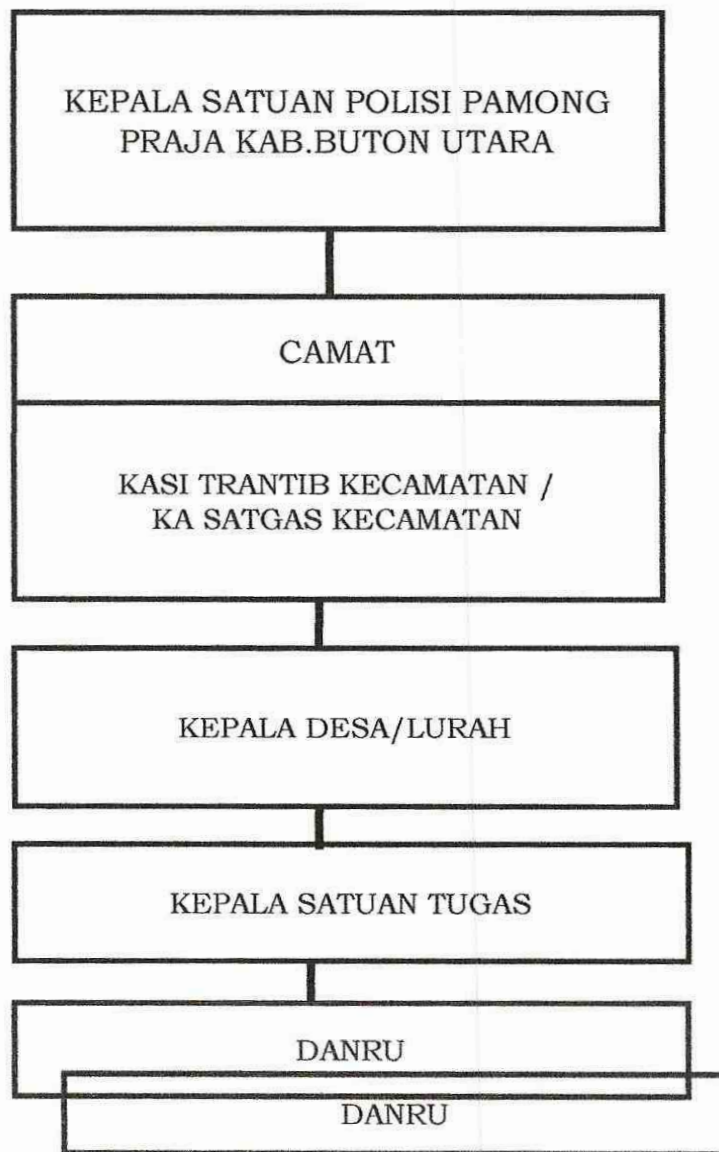 KEPALA SATUAN POLISI PAMONG
PRAJA KAB.BUTON UTARA
CAMAT
KASI TRANTIB KECAMATAN /
KA SATGAS KECAMATAN
KEPALA DESA/LURAH
KEPALA SATUAN TUGAS
DANRU
DANRU